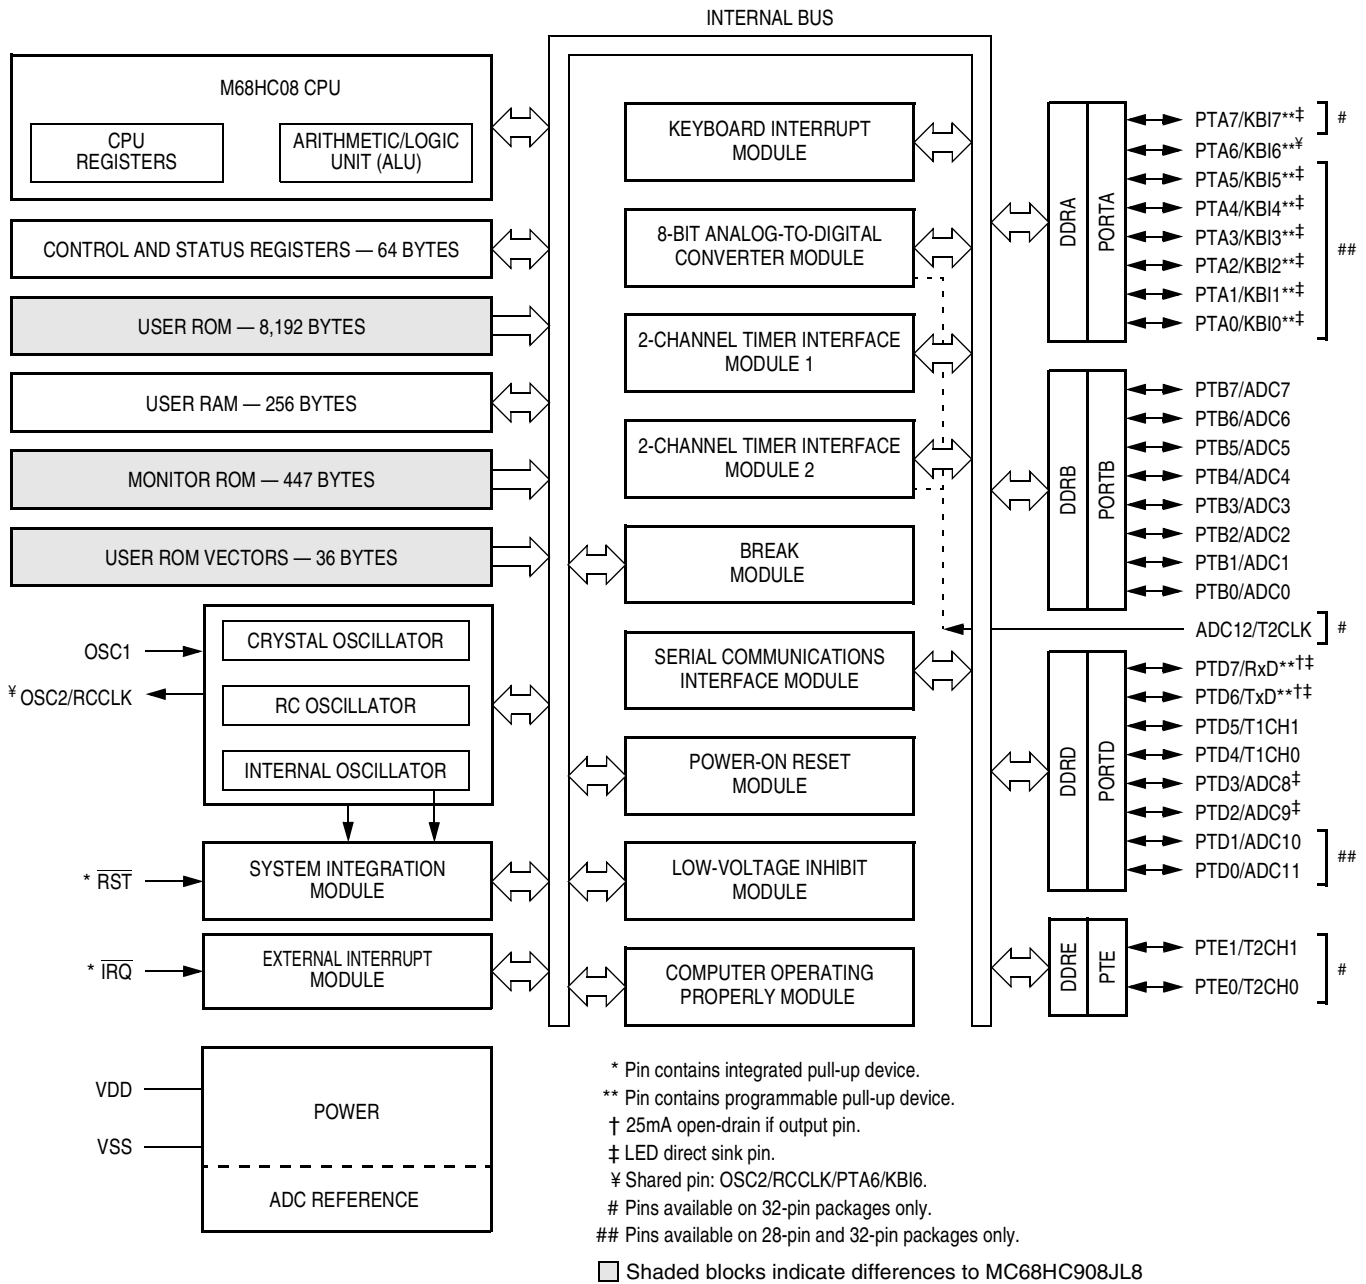 INTERNAL BUS
M68HC08 CPU
CPU
REGISTERS
ARITHMETIC/LOGIC
UNIT (ALU)
CONTROL AND STATUS REGISTERS — 64 BYTES
USER ROM — 8,192 BYTES
USER RAM — 256 BYTES
MONITOR ROM — 447 BYTES
USER ROM VECTORS — 36 BYTES
OSC1
¥ OSC2/RCCLK
CRYSTAL OSCILLATOR
RC OSCILLATOR
INTERNAL OSCILLATOR
* RST
SYSTEM INTEGRATION
MODULE
* IRQ
EXTERNAL INTERRUPT
MODULE
VDD
VSS
POWER
ADC REFERENCE
KEYBOARD INTERRUPT
MODULE
8-BIT ANALOG-TO-DIGITAL
CONVERTER MODULE
2-CHANNEL TIMER INTERFACE
MODULE 1
2-CHANNEL TIMER INTERFACE
MODULE 2
BREAK
MODULE
SERIAL COMMUNICATIONS
INTERFACE MODULE
POWER-ON RESET
MODULE
LOW-VOLTAGE INHIBIT
MODULE
COMPUTER OPERATING
PROPERLY MODULE
DDRA
PORTA
PTA7/KBI7**‡
#
PTA6/KBI6**¥
PTA5/KBI5**‡
PTA4/KBI4**‡
PTA3/KBI3**‡
PTA2/KBI2**‡
PTA1/KBI1**‡
PTA0/KBI0**‡
##
DDRB
PORTB
PTB7/ADC7
PTB6/ADC6
PTB5/ADC5
PTB4/ADC4
PTB3/ADC3
PTB2/ADC2
PTB1/ADC1
PTB0/ADC0
ADC12/T2CLK
#
DDRD
PORTD
PTD7/RxD**†‡
PTD6/TxD**†‡
PTD5/T1CH1
PTD4/T1CH0
PTD3/ADC8‡
PTD2/ADC9‡
PTD1/ADC10
PTD0/ADC11
##
DDRE
PTE
PTE1/T2CH1
PTE0/T2CH0
#
* Pin contains integrated pull-up device.
** Pin contains programmable pull-up device.
† 25mA open-drain if output pin.
‡ LED direct sink pin.
¥ Shared pin: OSC2/RCCLK/PTA6/KBI6.
# Pins available on 32-pin packages only.
## Pins available on 28-pin and 32-pin packages only.
Shaded blocks indicate differences to MC68HC908JL8